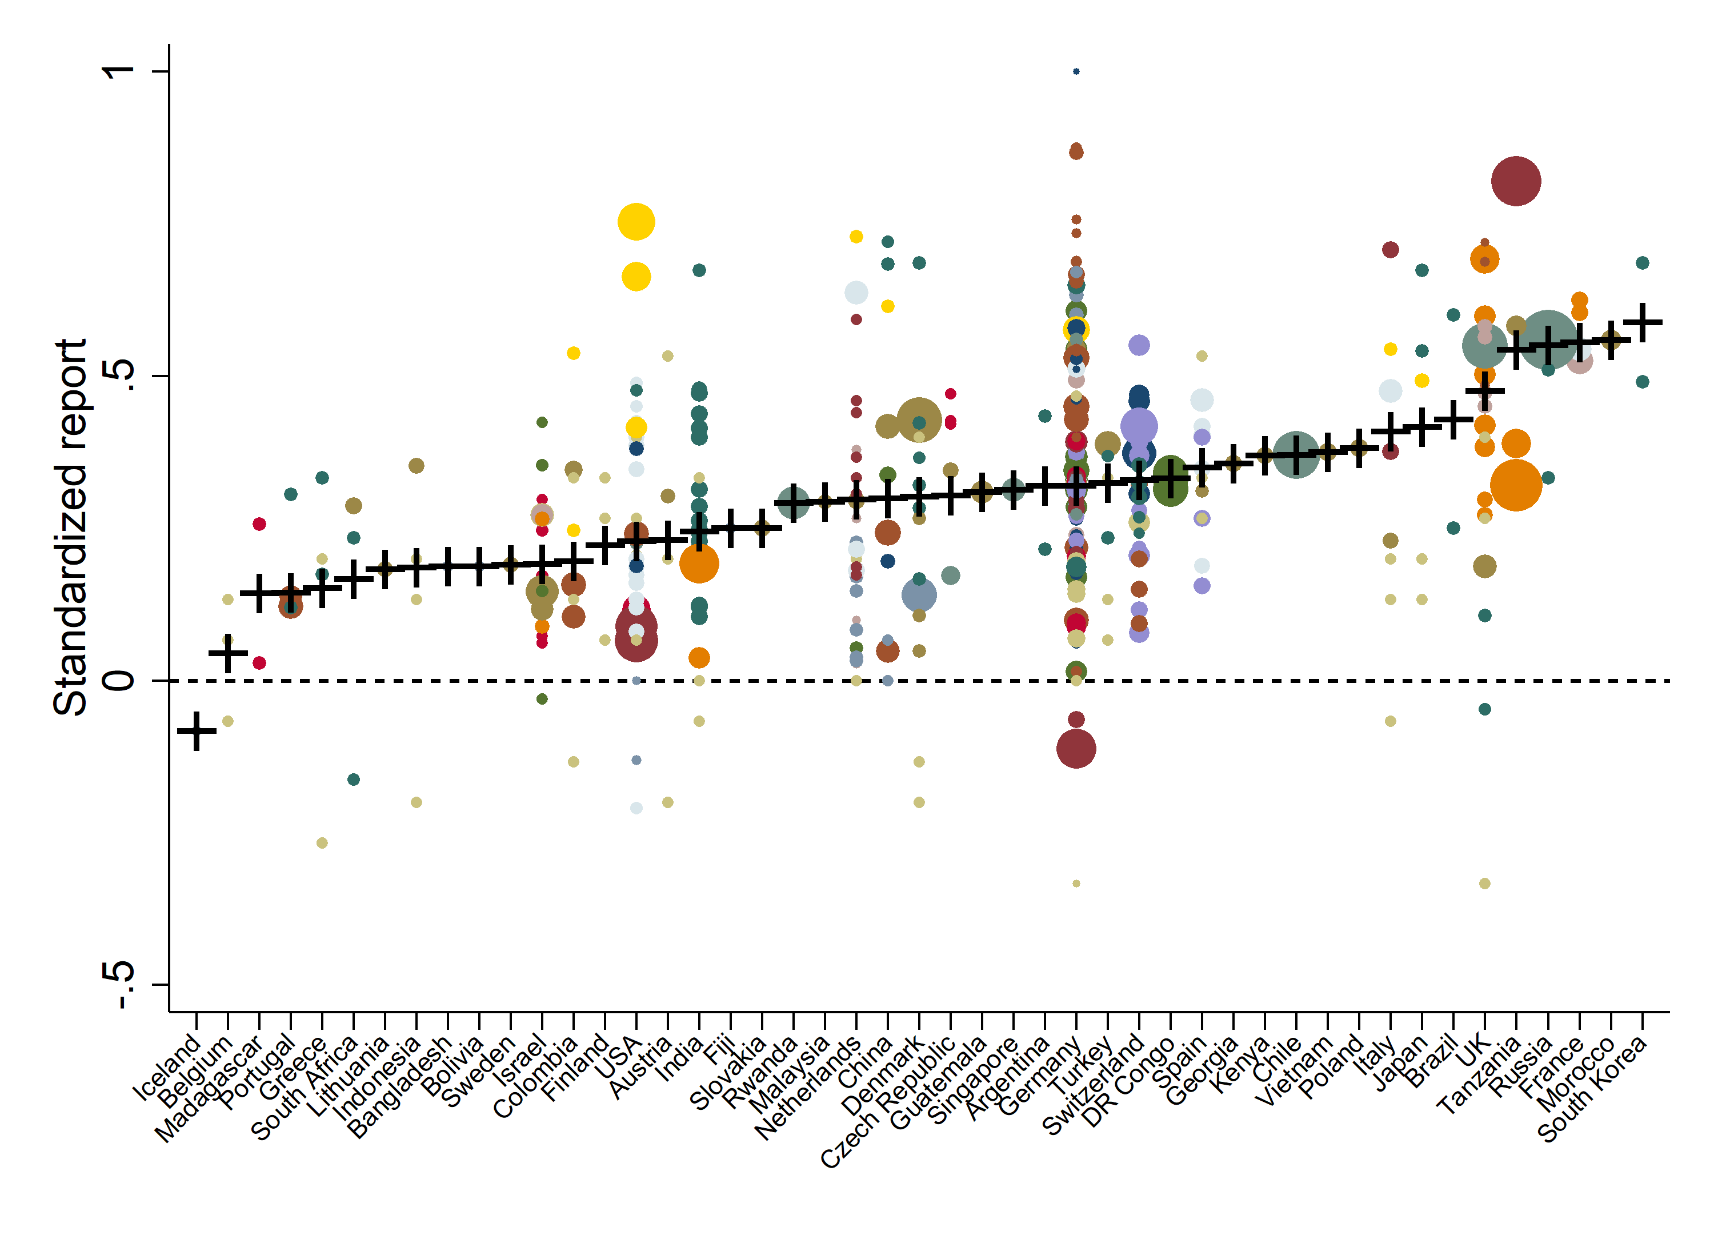 Standardized report
1
.5
0
-.5
Iceland
Belgium
Madagascar
Portugal
Greece
South Africa
Lithuania
Indonesia
Bangladesh
Bolivia
Sweden
Israel
Colombia
Finland
USA
Austria
India
Fiji
Slovakia
Rwanda
Malaysia
Netherlands
China
Denmark
Czech Republic
Guatemala
Singapore
Argentina
Germany
Turkey
Switzerland
DR Congo
Spain
Georgia
Kenya
Chile
Vietnam
Poland
Italy
Japan
Brazil
UK
Tanzania
Russia
France
Morocco
South Korea